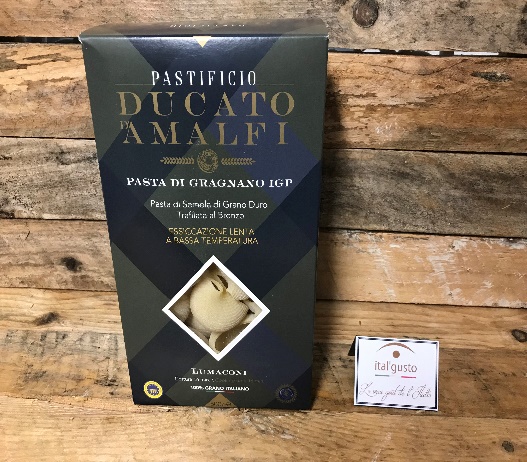 PASTIFICIO
DUCATO
D'AMALFI
PASTA DI GRAGNANO IGP
Pasta di Semola di Grano Duro
Trafilata al Bronzo
ESSICCAZIONE LENTA
A BASSA TEMPERATURA
LUMACONI
100% GRANO ITALIANO
ital'gusto